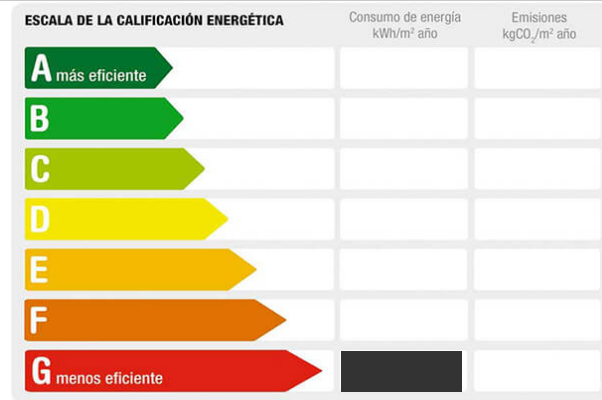 ESCALA DE LA CALIFICACIÓN ENERGÉTICA
Consumo de energía
kWh/m² año
Emisiones
kgCO₂/m² año
A más eficiente
B
C
D
E
F
G menos eficiente